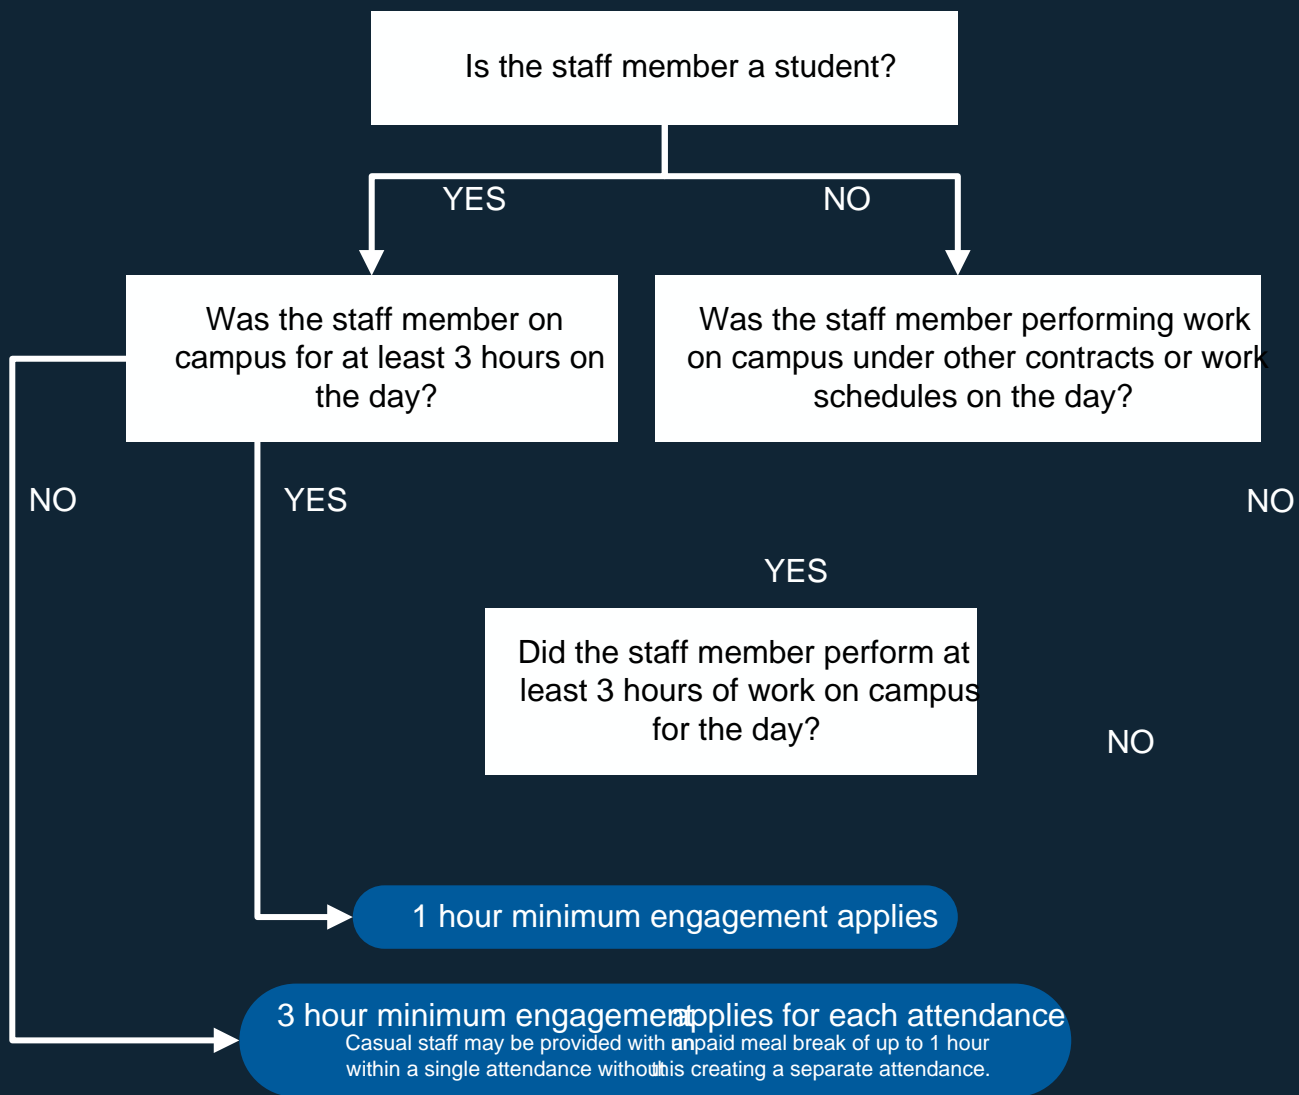 Is the staff member a student?
YES
NO
Was the staff member on
campus for at least 3 hours on
the day?
Was the staff member performing work
on campus under other contracts or work
schedules on the day?
NO
YES
NO
YES
Did the staff member perform at
least 3 hours of work on campus
for the day?
NO
1 hour minimum engagement applies
3 hour minimum engagement applies for each attendance
Casual staff may be provided with an unpaid meal break of up to 1 hour
within a single attendance without this creating a separate attendance.